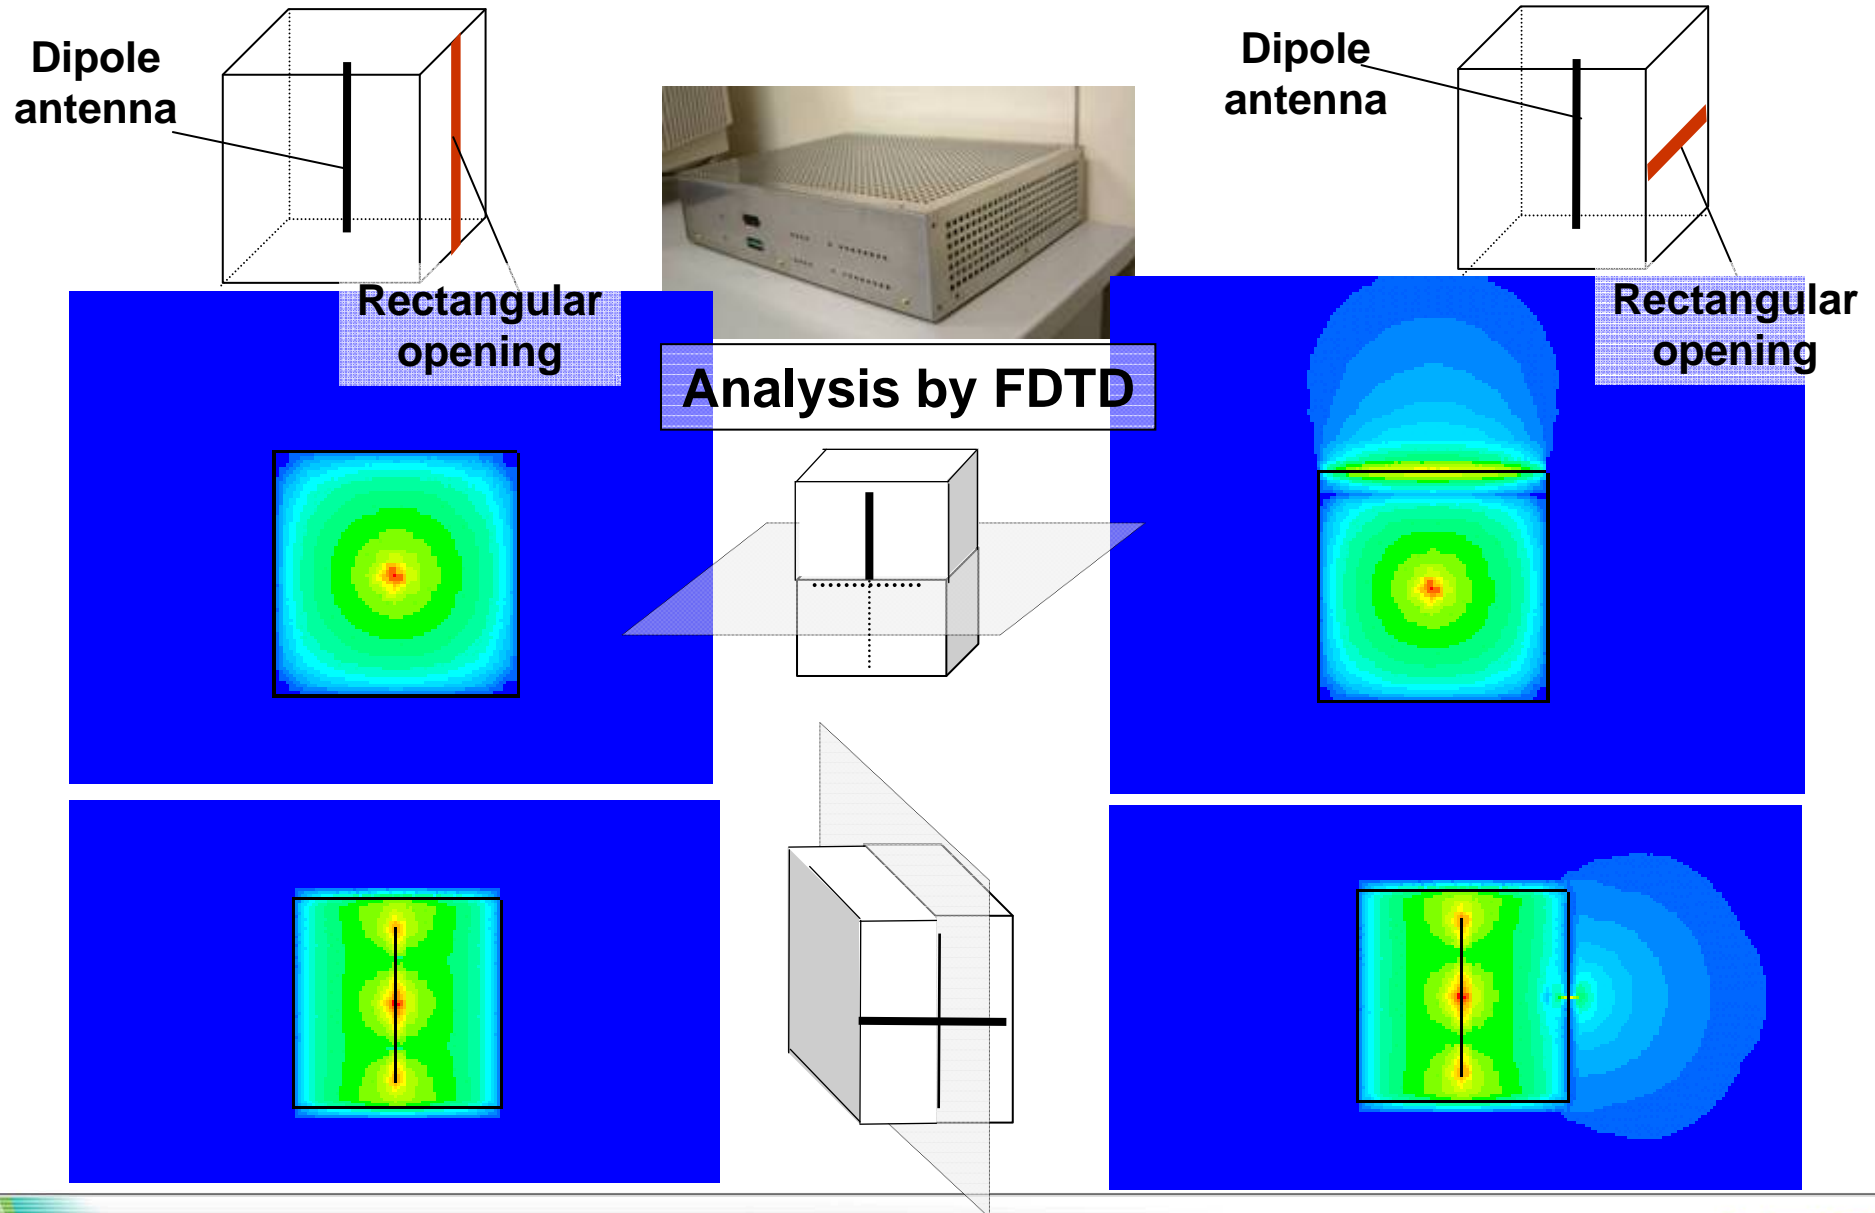 Dipole
antenna
Rectangular
opening
Analysis by FDTD
Dipole
antenna
Rectangular
opening